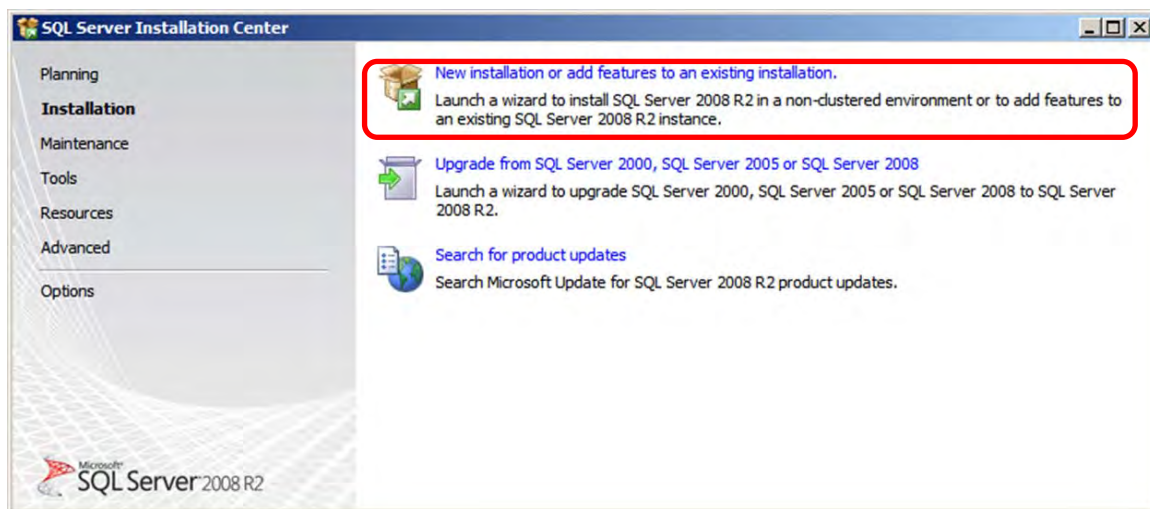 SQL Server Installation Center
Planning
Installation
Maintenance
Tools
Resources
Advanced
Options
New installation or add features to an existing installation.
Launch a wizard to install SQL Server 2008 R2 in a non-clustered environment or to add features to
an existing SQL Server 2008 R2 instance.
Upgrade from SQL Server 2000, SQL Server 2005 or SQL Server 2008
Launch a wizard to upgrade SQL Server 2000, SQL Server 2005 or SQL Server 2008 to SQL Server
2008 R2.
Search for product updates
Search Microsoft Update for SQL Server 2008 R2 product updates.
Microsoft
SQL Server 2008 R2